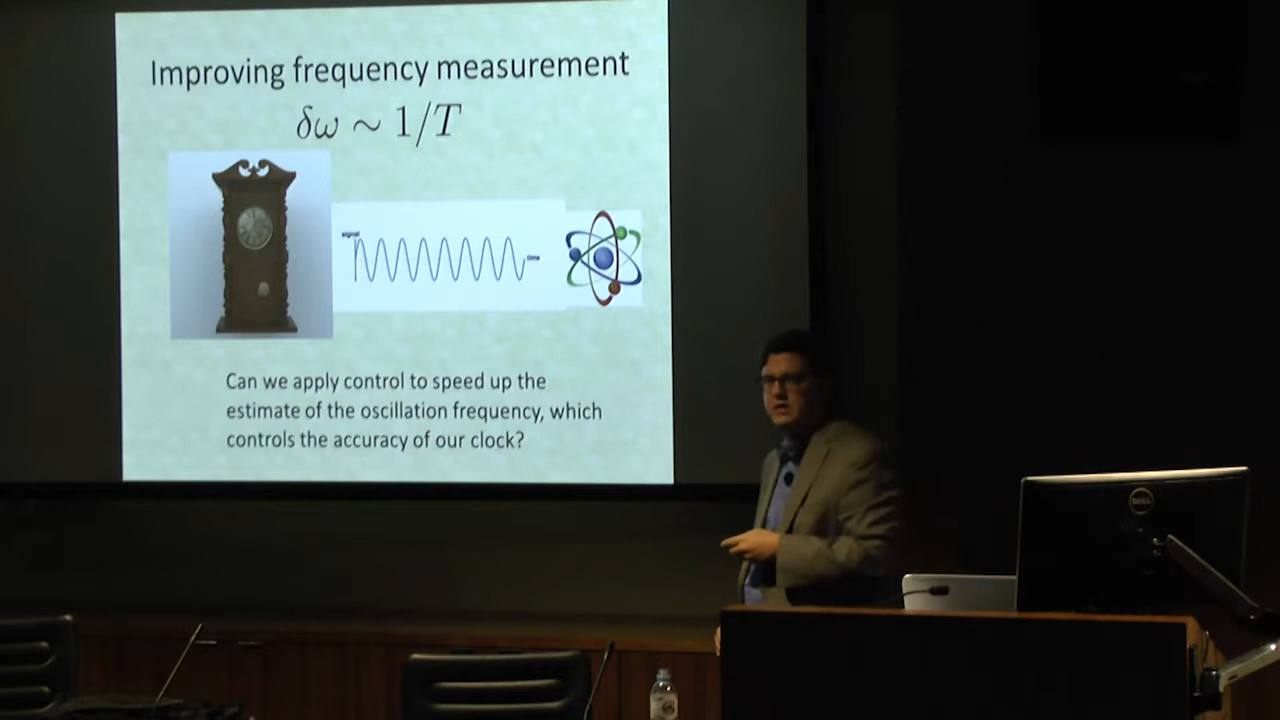 Improving frequency measurement
δω ~ 1/T
Can we apply control to speed up the
estimate of the oscillation frequency, which
controls the accuracy of our clock?
DELL